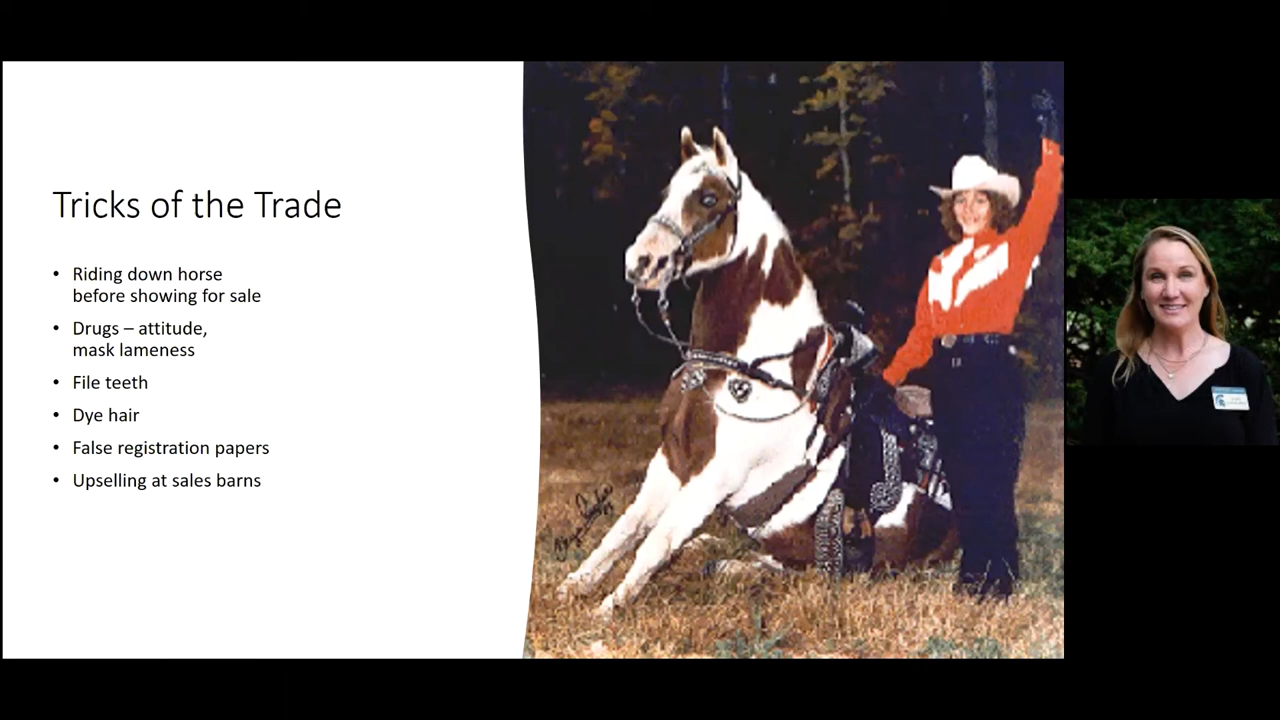 Tricks of the Trade
• Riding down horse
before showing for sale
• Drugs – attitude,
mask lameness
• File teeth
• Dye hair
• False registration papers
• Upselling at sales barns